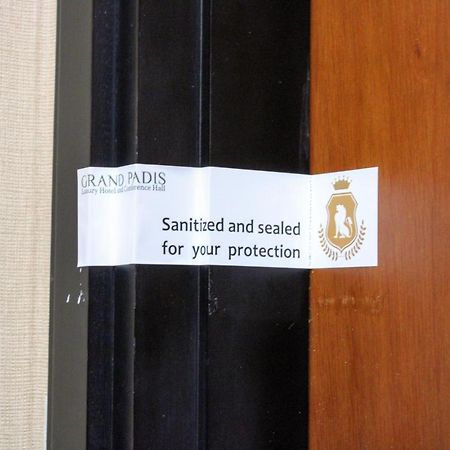 GRAND PADIS
Luxury Hotel and Conference Hall
Sanitized and sealed
for your protection